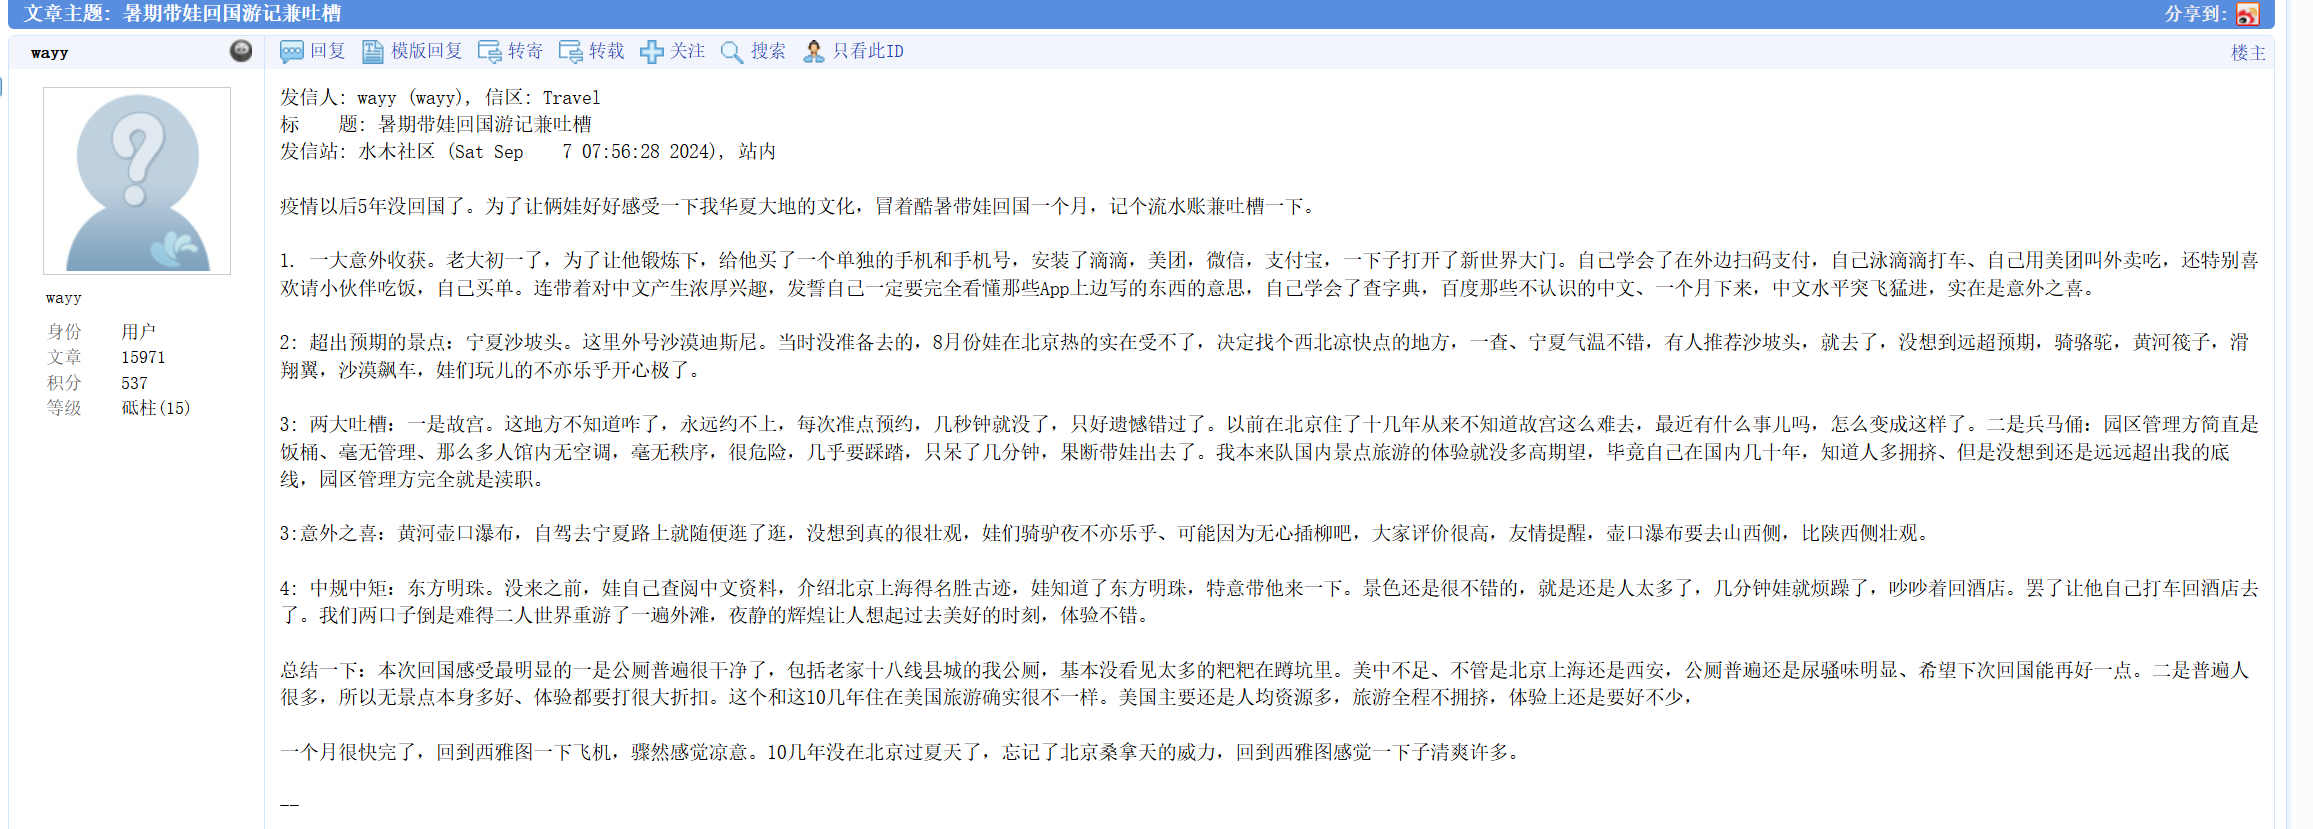 文章主题: 暑期带娃回国游记兼吐槽
分享到:
wayy
回复 模版回复 转寄 转载 关注 搜索 只看此ID
楼主
wayy
身份 用户
文章 15971
积分 537
等级 砥柱(15)
发信人: wayy (wayy), 信区: Travel
标 题: 暑期带娃回国游记兼吐槽
发信站: 水木社区 (Sat Sep 7 07:56:28 2024), 站内
疫情以后5年没回国了。为了让俩娃好好感受一下我华夏大地的文化，冒着酷暑带娃回国一个月，记个流水账兼吐槽一下。
1. 一大意外收获。老大初一了，为了让他锻炼下，给他买了一个单独的手机和手机号，安装了滴滴，美团，微信，支付宝，一下子打开了新世界大门。自己学会了在外边扫码支付，自己泳滴滴打车、自己用美团叫外卖吃，还特别喜
欢请小伙伴吃饭，自己买单。连带着对中文产生浓厚兴趣，发誓自己一定要完全看懂那些App上边写的东西的意思，自己学会了查字典，百度那些不认识的中文、一个月下来，中文水平突飞猛进，实在是意外之喜。
2: 超出预期的景点: 宁夏沙坡头。这里外号沙漠迪斯尼。当时没准备去的，8月份娃在北京热的实在受不了，决定找个西北凉快点的地方，一查、宁夏气温不错，有人推荐沙坡头，就去了，没想到远超预期，骑骆驼，黄河筏子，滑
翔翼，沙漠飙车，娃们玩儿的不亦乐乎开心极了。
3: 两大吐槽: 一是故宫。这地方不知道咋了，永远约不上，每次准点预约，几秒钟就没了，只好遗憾错过了。以前在北京住了十几年从来不知道故宫这么难去，最近有什么事儿吗，怎么变成这样了。二是兵马俑: 园区管理方简直是
饭桶、毫无管理、那么多人馆内无空调，毫无秩序，很危险，几乎要踩踏，只呆了几分钟，果断带娃出去了。我本来队国内景点旅游的体验就没多高期望，毕竟自己在国内几十年，知道人多拥挤、但是没想到还是远远超出我的底
线，园区管理方完全就是渎职。
3:意外之喜: 黄河壶口瀑布，自驾去宁夏路上就随便逛了逛，没想到真的很壮观，娃们骑驴夜不亦乐乎、可能因为无心插柳吧，大家评价很高，友情提醒，壶口瀑布要去山西侧，比陕西侧壮观。
4: 中规中矩: 东方明珠。没来之前，娃自己查阅中文资料，介绍北京上海得名胜古迹，娃知道了东方明珠，特意带他来一下。景色还是很不错的，就是还是人太多了，几分钟娃就烦躁了，吵吵着回酒店。罢了让他自己打车回酒店去
了。我们两口子倒是难得二人世界重游了一遍外滩，夜静的辉煌让人想起过去美好的时刻，体验不错。
总结一下: 本次回国感受最明显的一是公厕普遍很干净了，包括老家十八线县城的我公厕，基本没看见太多的粑粑在蹲坑里。美中不足、不管是北京上海还是西安，公厕普遍还是尿骚味明显、希望下次回国能再好一点。二是普遍人
很多，所以无景点本身多好、体验都要打很大折扣。这个和这10几年住在美国旅游确实很不一样。美国主要还是人均资源多，旅游全程不拥挤，体验上还是要好不少，
一个月很快完了，回到西雅图一下飞机，骤然感觉凉意。10几年没在北京过夏天了，忘记了北京桑拿天的威力，回到西雅图感觉一下子清爽许多。
--